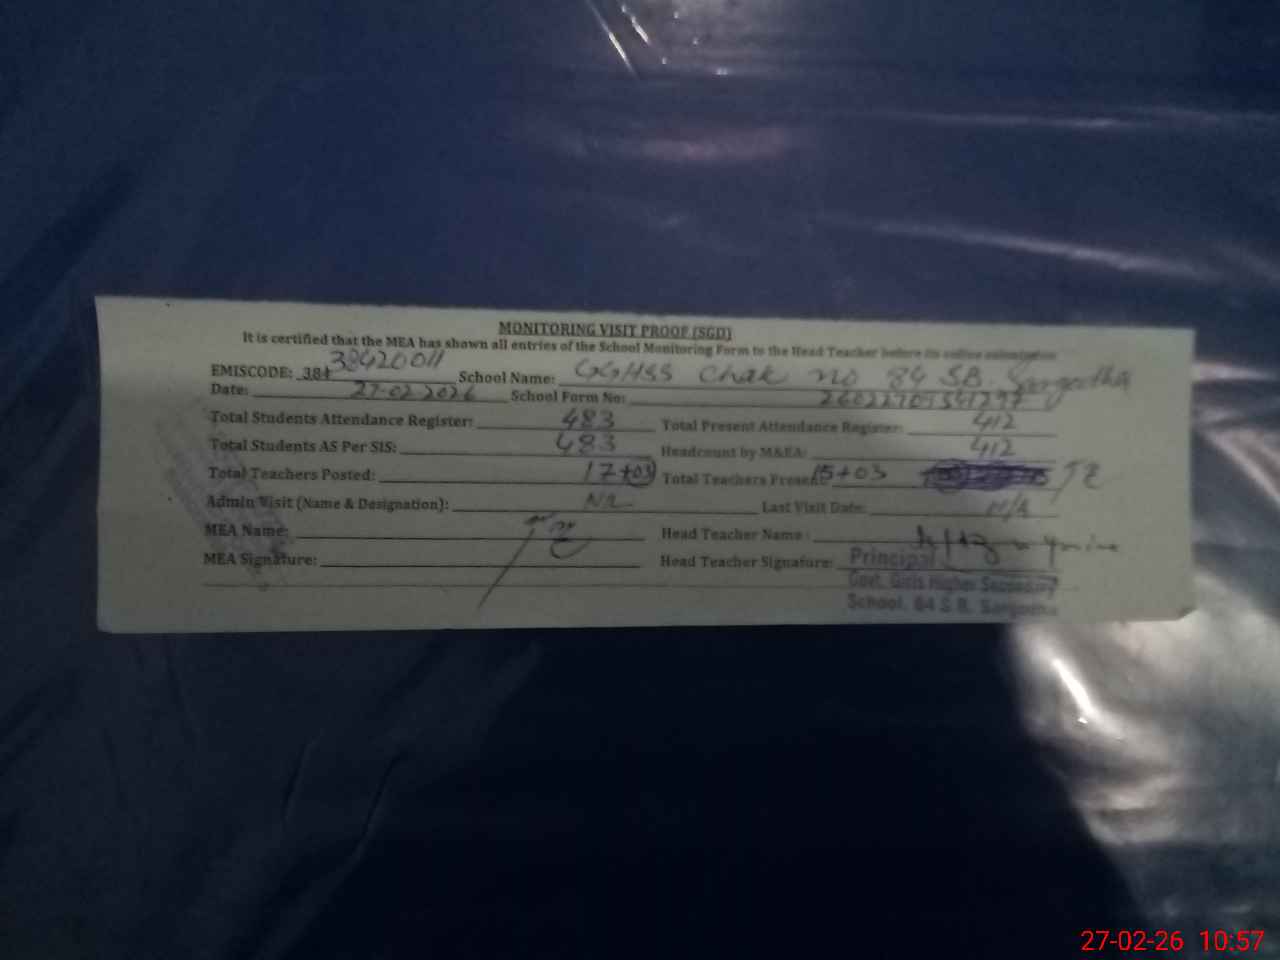 MONITORING VISIT PROOF (SGD)
It is certified that the MEA has shown all entries of the School Monitoring Form to the Head Teacher before its online submission
EMISCODE: 384 38420011 School Name: GGHSS Chak no 84 SB. Sargodha
Date: 27-02-2026 School Form No:
Total Students Attendance Register: 483 Total Present Attendance Register: 412
Total Students AS Per SIS: 483 Headcount by M&EA: 412
Total Teachers Posted: 17+03 Total Teachers Present: 15+03
Admin Visit (Name & Designation): Nil Last Visit Date: N/A
MEA Name: Head Teacher Name :
MEA Signature: Head Teacher Signature:
Principal
Govt. Girls Higher Secondary
School. 84 S.B. Sargodha
27-02-26 10:57